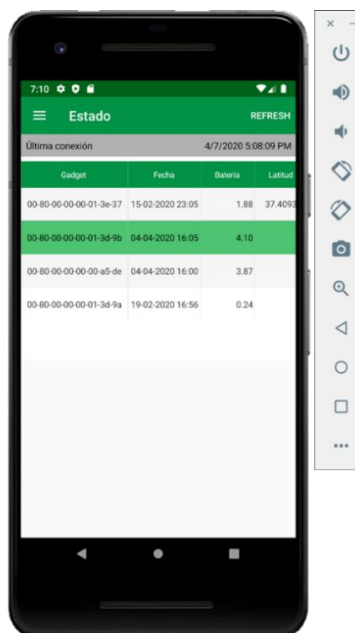 7:10
Estado REFRESH
Última conexión 4/7/2020 5:08:09 PM
Gadget Fecha Bateria Latitud
00-80-00-00-00-01-3e-37 15-02-2020 23:05 1.88 37.4093
00-80-00-00-00-01-3d-9b 04-04-2020 16:05 4.10
00-80-00-00-00-00-a5-de 04-04-2020 16:00 3.87
00-80-00-00-00-01-3d-9a 19-02-2020 16:56 0.24